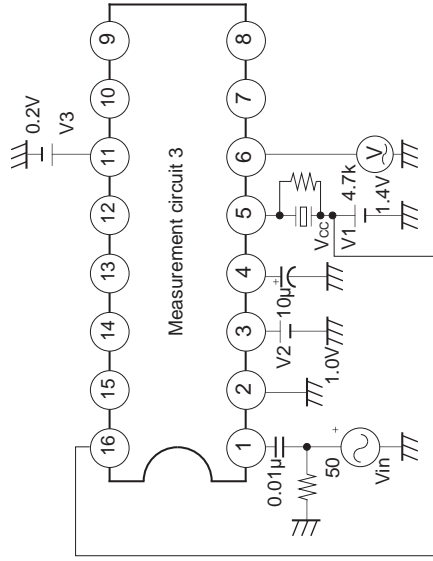 9
10
11
12
13
14
15
16
8
7
6
5
4
3
2
1
Measurement circuit 3
0.2V
V3
V
4.7k
1.4V
Vcc
V1
+
10μ
V2
1.0V
0.01μ
50
+
Vin